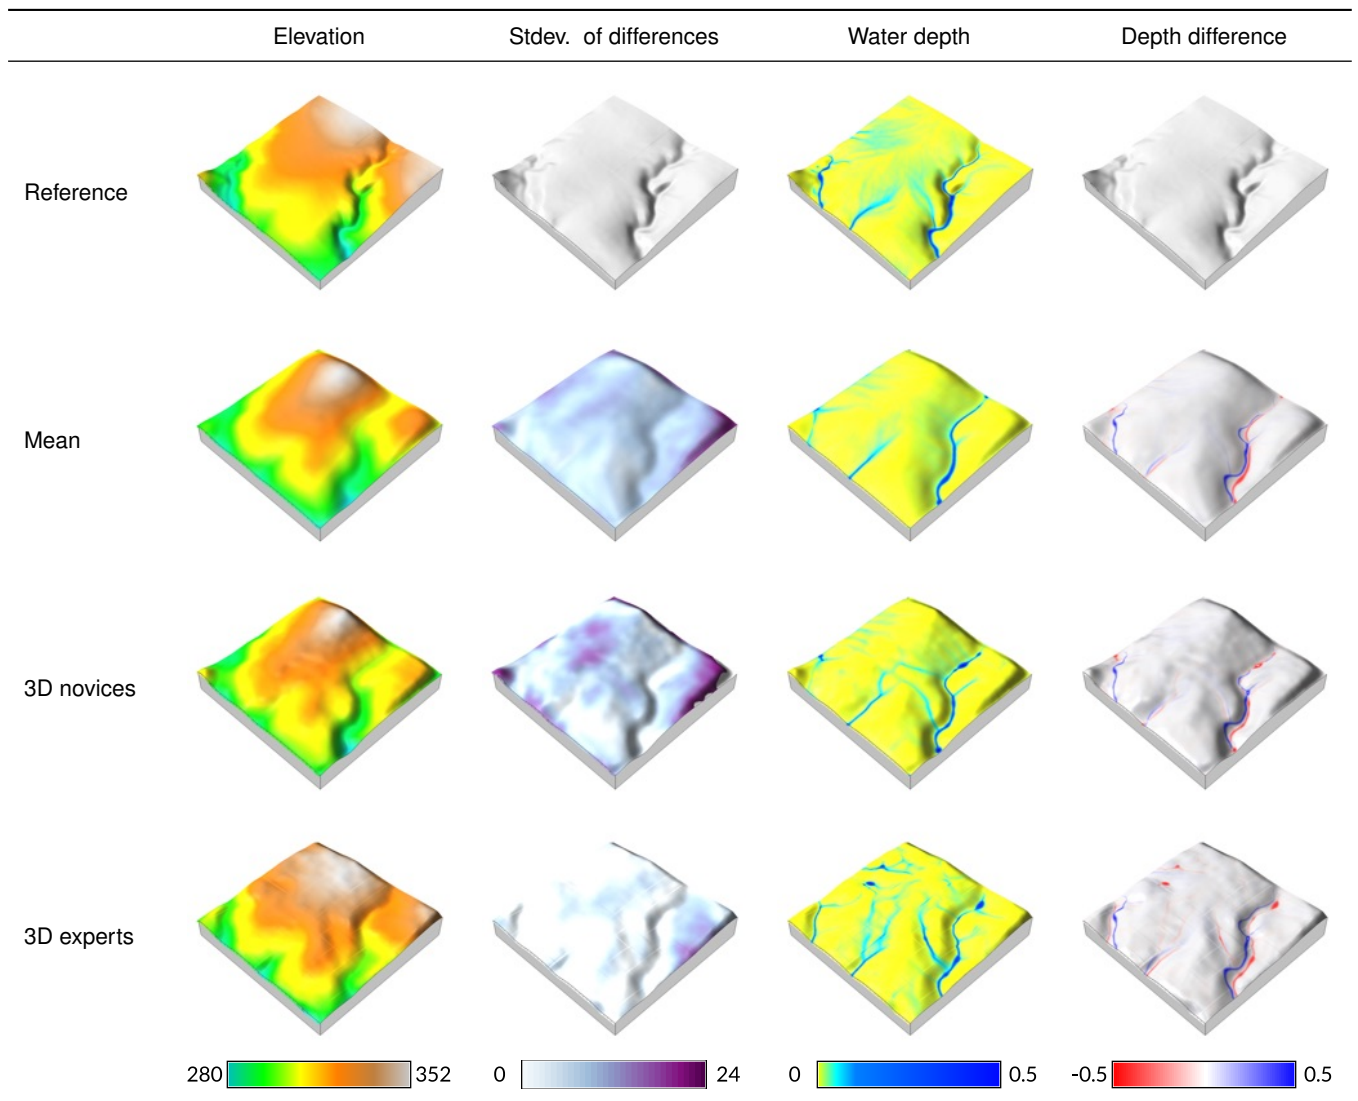 Elevation Stdev. of differences Water depth Depth difference
Reference
Mean
3D novices
3D experts
280 352 0 24 0 0.5 -0.5 0.5